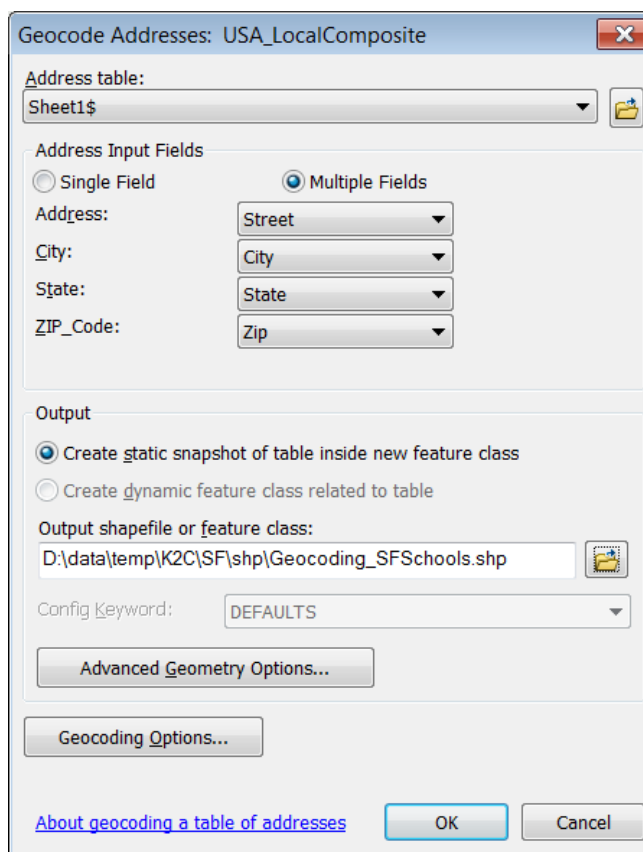 Geocode Addresses: USA_LocalComposite
Address table:
Sheet1$
Address Input Fields
Single Field Multiple Fields
Address: Street
City: City
State: State
ZIP_Code: Zip
Output
Create static snapshot of table inside new feature class
Create dynamic feature class related to table
Output shapefile or feature class:
D:\data\temp\K2C\SF\shp\Geocoding_SFSchools.shp
Config Keyword: DEFAULTS
Advanced Geometry Options...
Geocoding Options...
About geocoding a table of addresses OK Cancel